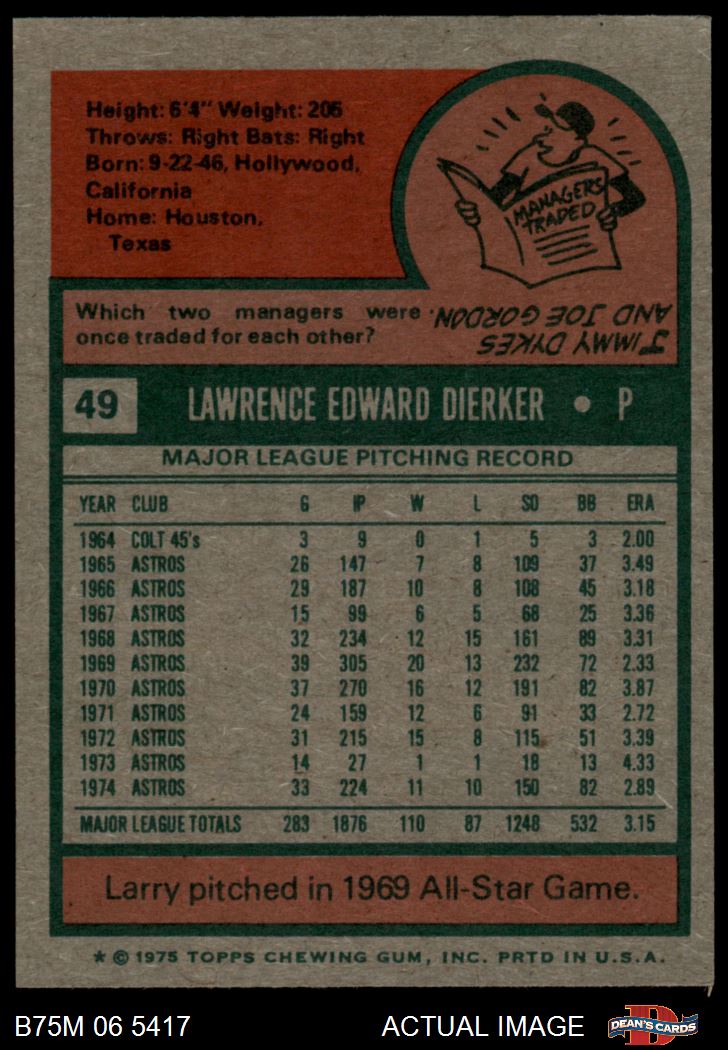 Height: 6'4" Weight: 205
Throws: Right Bats: Right
Born: 9-22-46, Hollywood,
California
Home: Houston,
Texas
MANAGERS
TRADED
Which two managers were
once traded for each other?
JIMMY DYKES
AND JOE GORDON.
49 LAWRENCE EDWARD DIERKER • P
MAJOR LEAGUE PITCHING RECORD
YEAR CLUB G IP W L SO BB ERA
1964 COLT 45's 3 9 0 1 5 3 2.00
1965 ASTROS 26 147 7 8 109 37 3.49
1966 ASTROS 29 187 10 8 108 45 3.18
1967 ASTROS 15 99 6 5 68 25 3.36
1968 ASTROS 32 234 12 15 161 89 3.31
1969 ASTROS 39 305 20 13 232 72 2.33
1970 ASTROS 37 270 16 12 191 82 3.87
1971 ASTROS 24 159 12 6 91 33 2.72
1972 ASTROS 31 215 15 8 115 51 3.39
1973 ASTROS 14 27 1 1 18 13 4.33
1974 ASTROS 33 224 11 10 150 82 2.89
MAJOR LEAGUE TOTALS 283 1876 110 87 1248 532 3.15
Larry pitched in 1969 All-Star Game.
* © 1975 TOPPS CHEWING GUM, INC. PRTD IN U.S.A.
B75M 06 5417 ACTUAL IMAGE DEAN'S CARDS